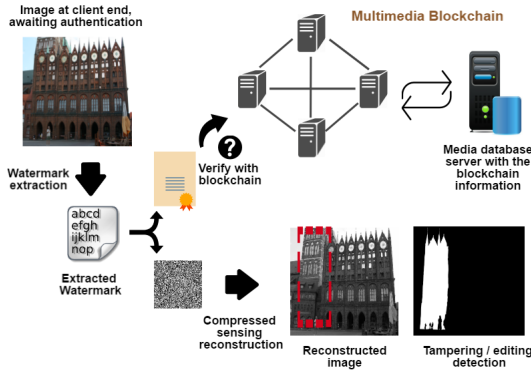 Image at client end,
awaiting authentication
Multimedia Blockchain
Watermark
extraction
abcd
efgh
ijklm
nop
Extracted
Watermark
?
Verify with
blockchain
Media database
server with the
blockchain
information
Compressed
sensing
reconstruction
Reconstructed
image
Tampering / editing
detection